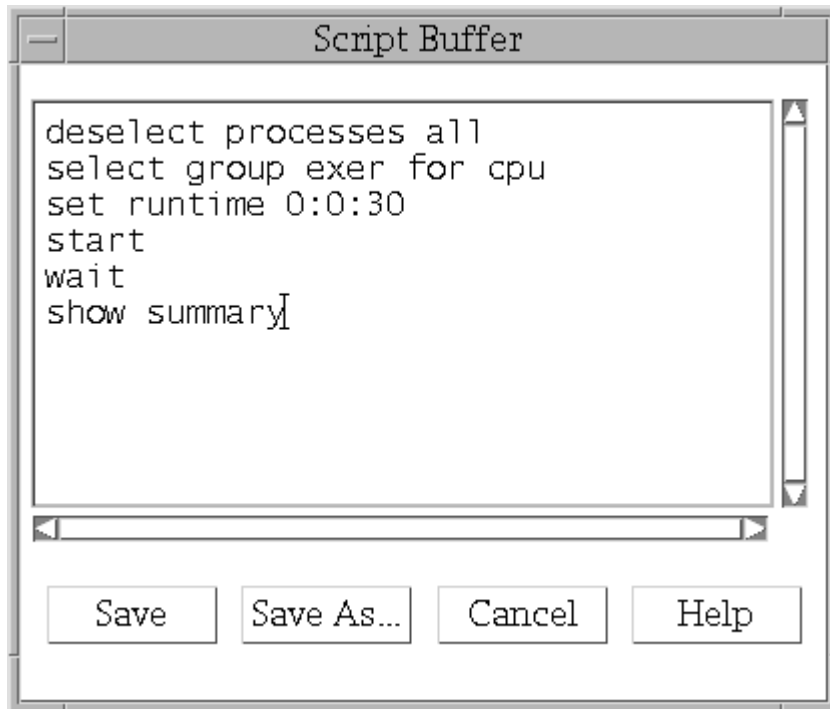 Script Buffer
deselect processes all
select group exer for cpu
set runtime 0:0:30
start
wait
show summary
Save
Save As...
Cancel
Help